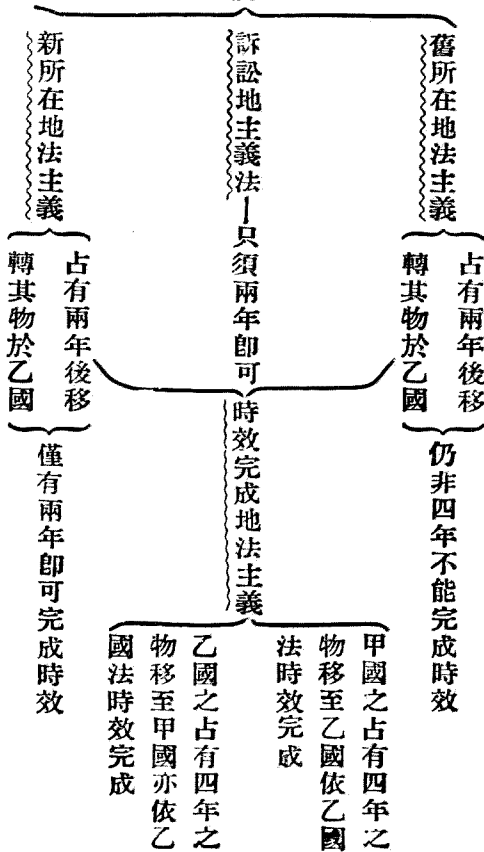 舊所在地法主義
占有兩年後移
轉其物於乙國
仍非四年不能完成時效
訴訟地主義法—只須兩年卽可
時效完成地法主義
甲國之占有四年之
物移至乙國依乙國
法時效完成
乙國之占有四年之
物移至甲國亦依乙
國法時效完成
新所在地法主義
占有兩年後移
轉其物於乙國
僅有兩年卽可完成時效